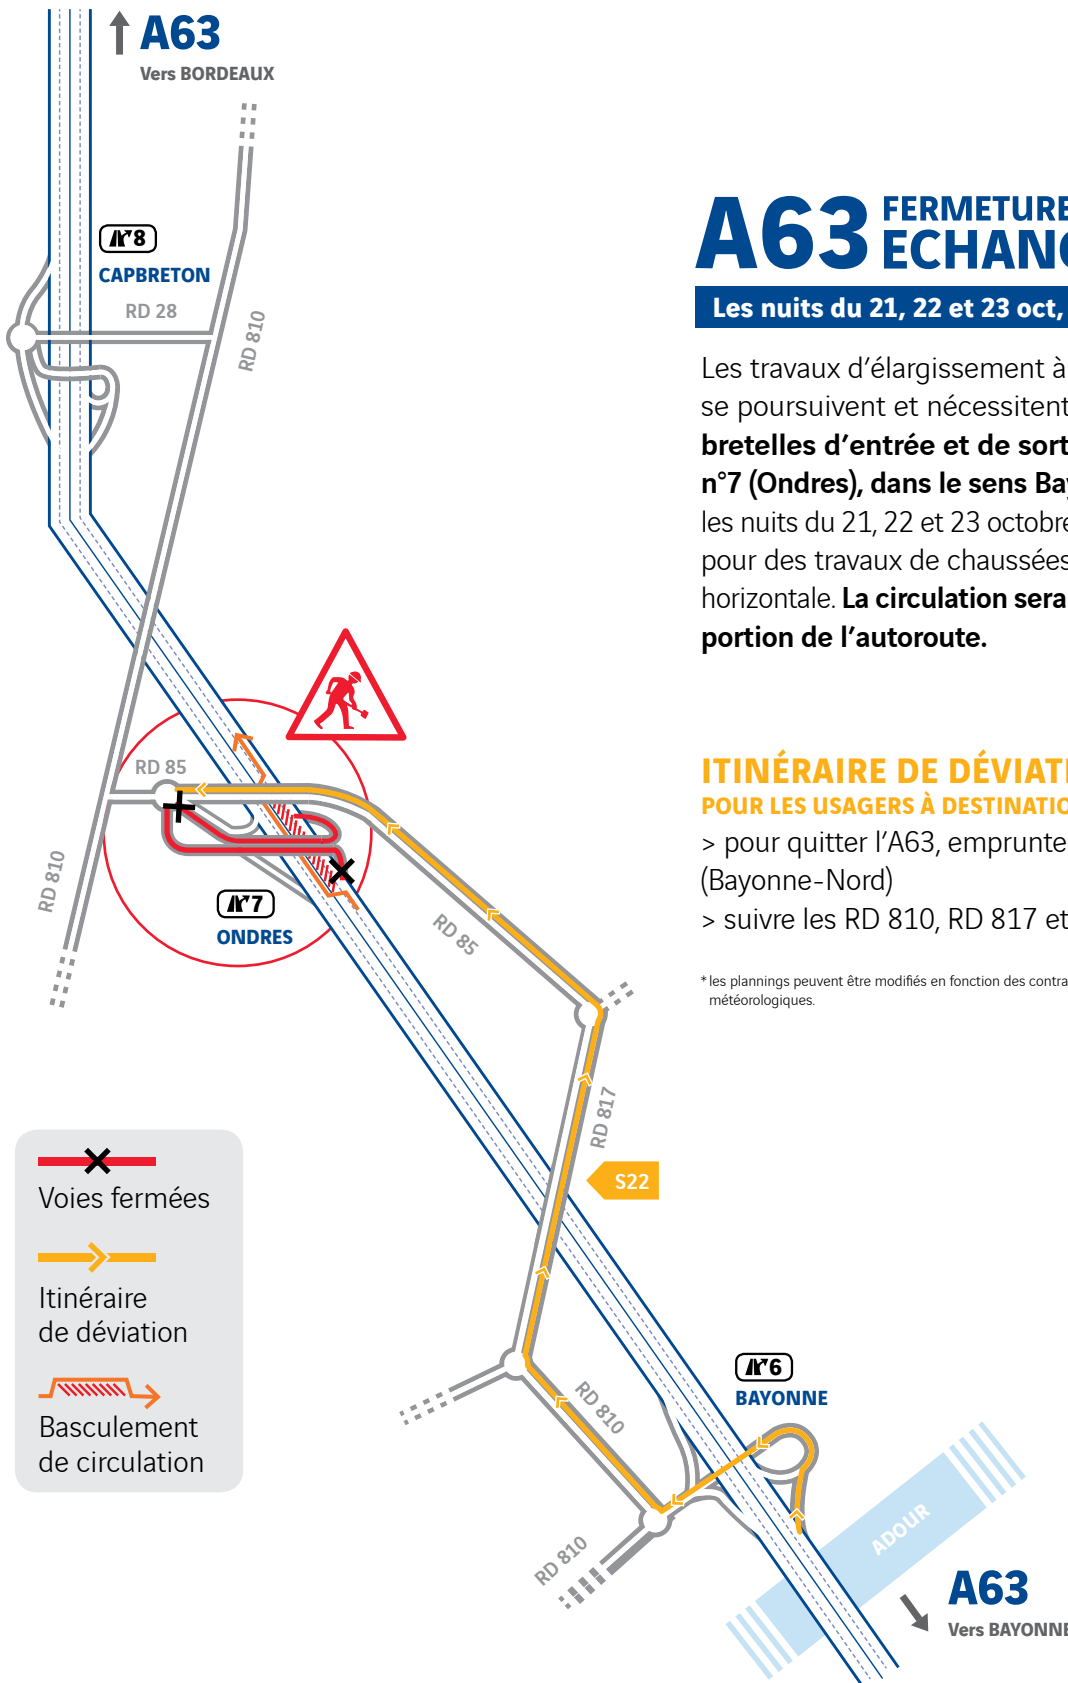 A63
Vers BORDEAUX
8
CAPBRETON
RD 28
RD 810
A63 FERMETURE
ECHANG
Les nuits du 21, 22 et 23 oct,
Les travaux d’élargissement à
se poursuivent et nécessitent
bretelles d’entrée et de sort
n°7 (Ondres), dans le sens Bay
les nuits du 21, 22 et 23 octobre
pour des travaux de chaussées
horizontale. La circulation sera
portion de l’autoroute.
RD 85
RD 810
7
ONDRES
RD 85
ITINÉRAIRE DE DÉVIATI
POUR LES USAGERS À DESTINATIO
> pour quitter l’A63, emprunte
(Bayonne-Nord)
> suivre les RD 810, RD 817 et
* les plannings peuvent être modifiés en fonction des contra
météorologiques.
RD 817
S22
Voies fermées
Itinéraire
de déviation
Basculement
de circulation
6
BAYONNE
RD 810
RD 810
ADOUR
A63
Vers BAYONNE